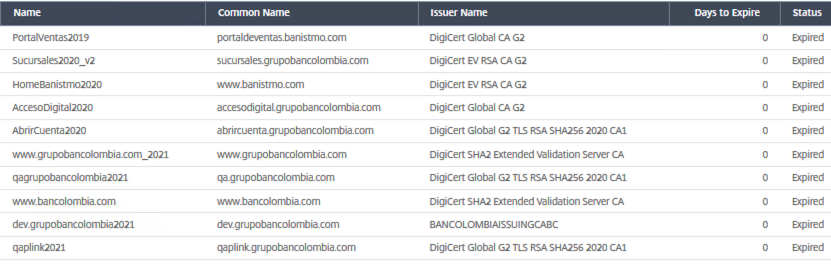 Name Common Name Issuer Name Days to Expire Status
PortalVentas2019 portaldeventas.banistmo.com DigiCert Global CA G2 0 Expired
Sucursales2020_v2 sucursales.grupobancolombia.com DigiCert EV RSA CA G2 0 Expired
HomeBanistmo2020 www.banistmo.com DigiCert EV RSA CA G2 0 Expired
AccesoDigital2020 accesodigital.grupobancolombia.com DigiCert Global CA G2 0 Expired
AbrirCuenta2020 abrircuenta.grupobancolombia.com DigiCert Global G2 TLS RSA SHA256 2020 CA1 0 Expired
www.grupobancolombia.com_2021 www.grupobancolombia.com DigiCert SHA2 Extended Validation Server CA 0 Expired
qagrupobancolombia2021 qa.grupobancolombia.com DigiCert Global G2 TLS RSA SHA256 2020 CA1 0 Expired
www.bancolombia.com www.bancolombia.com DigiCert SHA2 Extended Validation Server CA 0 Expired
dev.grupobancolombia2021 dev.grupobancolombia.com BANCOLOMBIAISSUINGCABC 0 Expired
qaplink2021 qaplink.grupobancolombia.com DigiCert Global G2 TLS RSA SHA256 2020 CA1 0 Expired